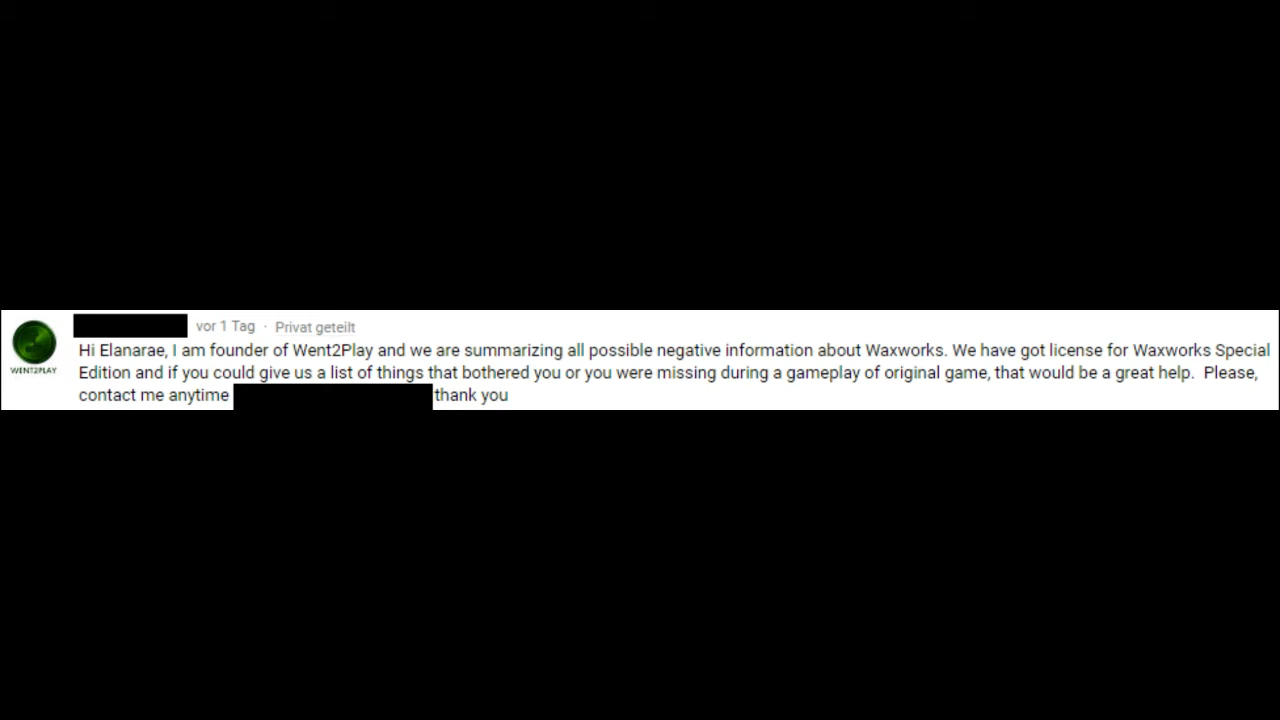 vor 1 Tag · Privat geteilt
Hi Elanarae, I am founder of Went2Play and we are summarizing all possible negative information about Waxworks. We have got license for Waxworks Special
Edition and if you could give us a list of things that bothered you or you were missing during a gameplay of original game, that would be a great help.  Please,
contact me anytime thank you
WENT2PLAY